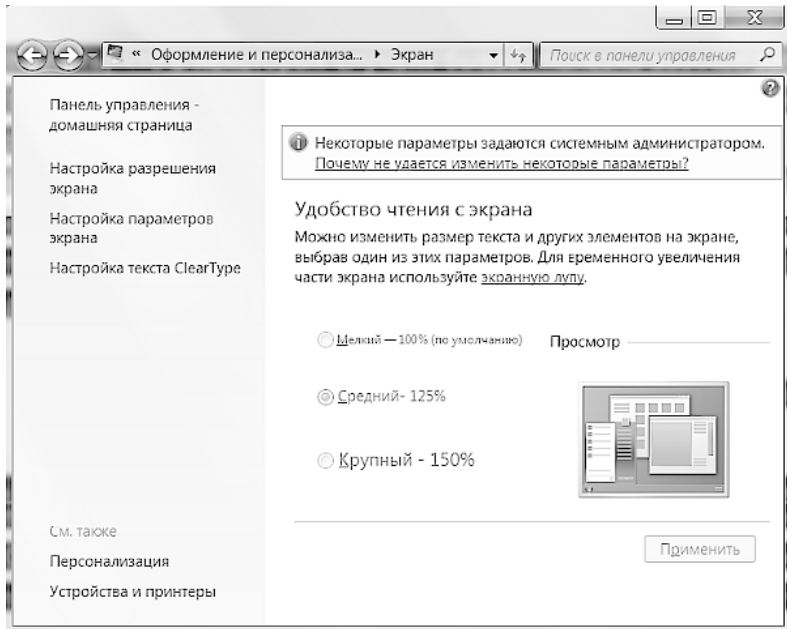 « Оформление и персонализа... ▸ Экран
Поиск в панели управления
Панель управления -
домашняя страница
Настройка разрешения
экрана
Настройка параметров
экрана
Настройка текста ClearType
См. также
Персонализация
Устройства и принтеры
Некоторые параметры задаются системным администратором.
Почему не удается изменить некоторые параметры?
Удобство чтения с экрана
Можно изменить размер текста и других элементов на экране,
выбрав один из этих параметров. Для временного увеличения
части экрана используйте экранную лупу.
Мелкий — 100% (по умолчанию)
Просмотр
Средний- 125%
Крупный - 150%
Применить